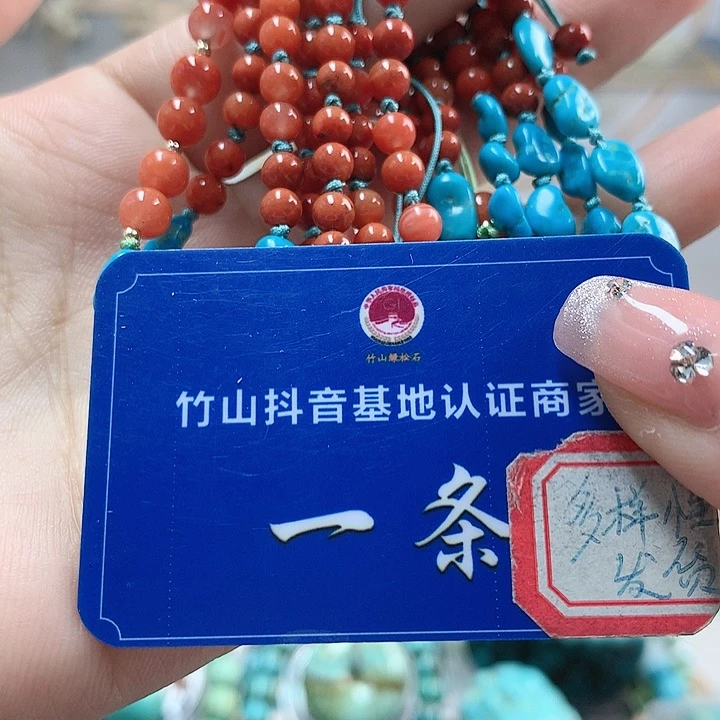 竹山绿松石
竹山抖音基地认证商家
一条
多样性
发货